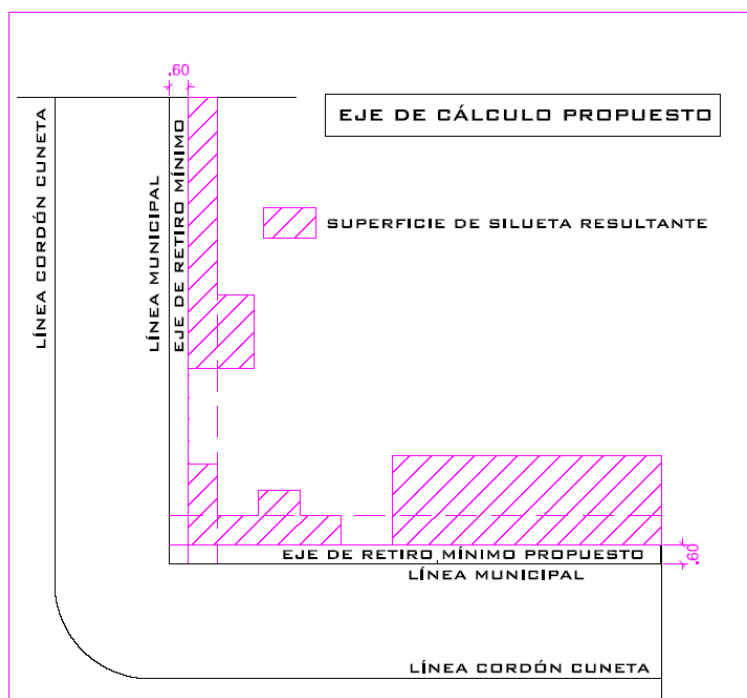 .60
EJE DE CÁLCULO PROPUESTO
SUPERFICIE DE SILUETA RESULTANTE
LÍNEA CORDÓN CUNETA
LÍNEA MUNICIPAL
EJE DE RETIRO MÍNIMO
EJE DE RETIRO MÍNIMO PROPUESTO
.60
LÍNEA MUNICIPAL
LÍNEA CORDÓN CUNETA